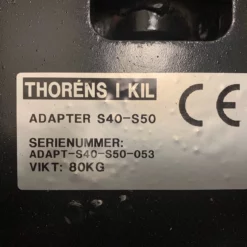 THORÉNS I KIL
ADAPTER S40-S50
CE
SERIENUMMER:
ADAPT-S40-S50-053
VIKT: 80KG